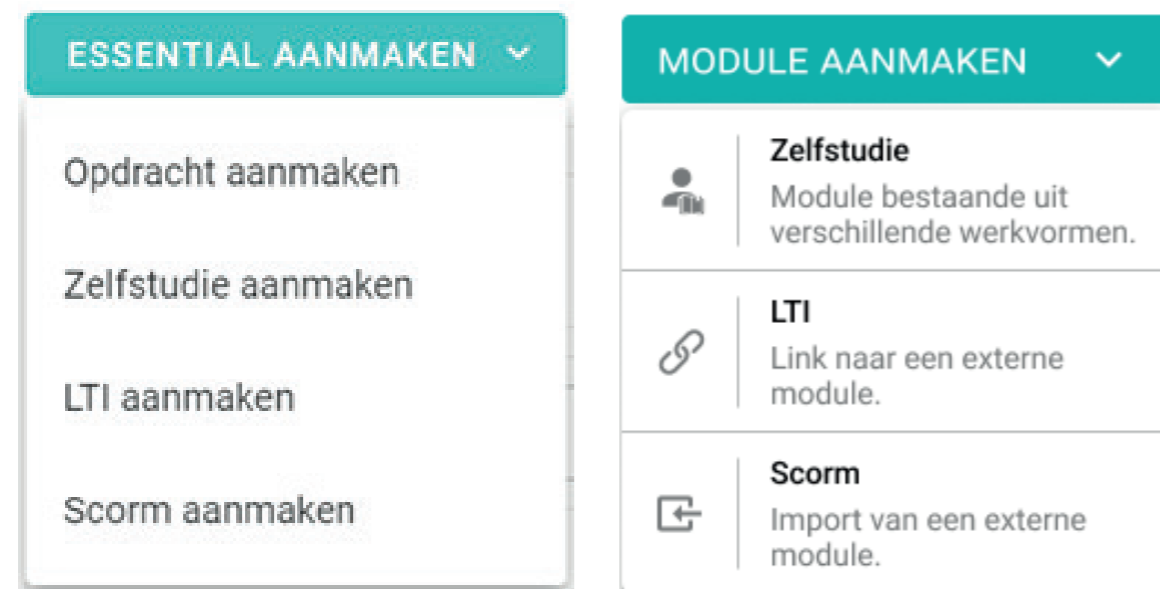 ESSENTIAL AANMAKEN
Opdracht aanmaken
Zelfstudie aanmaken
LTI aanmaken
Scorm aanmaken
MODULE AANMAKEN
Zelfstudie
Module bestaande uit
verschillende werkvormen.
LTI
Link naar een externe
module.
Scorm
Import van een externe
module.